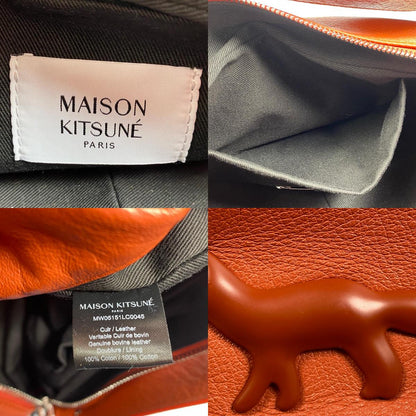 MAISON
KITSUNÉ
PARIS
MAISON KITSUNÉ
PARIS
MW05151LC0045
Cuir / Leather
Veritable Cuir de bovin
Genuine bovine leather
Doublure / Lining
100% Coton / 100% Cotton